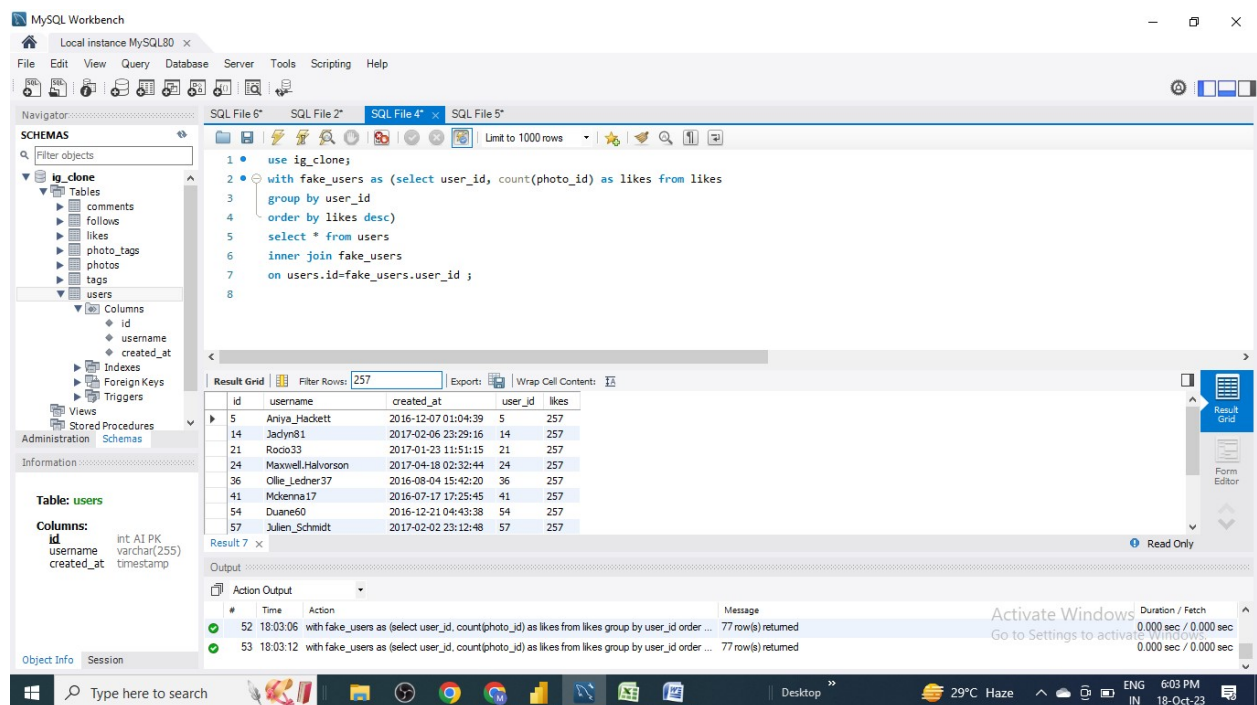 MySQL Workbench
Local instance MySQL80 ×
File Edit View Query Database Server Tools Scripting Help
Navigator
SCHEMAS
Filter objects
ig_clone
Tables
comments
follows
likes
photo_tags
photos
tags
users
Columns
id
username
created_at
Indexes
Foreign Keys
Triggers
Views
Stored Procedures
Administration Schemas
Information
Table: users
Columns:
id int AI PK
username varchar(255)
created_at timestamp
Object Info Session
SQL File 6* SQL File 2* SQL File 4* × SQL File 5*
Limit to 1000 rows
1 use ig_clone;
2 with fake_users as (select user_id, count(photo_id) as likes from likes
3 group by user_id
4 order by likes desc)
5 select * from users
6 inner join fake_users
7 on users.id=fake_users.user_id ;
8
Result Grid Filter Rows: 257 Export: Wrap Cell Content:
id username created_at user_id likes
5 Aniya_Hackett 2016-12-07 01:04:39 5 257
14 Jaclyn81 2017-02-06 23:29:16 14 257
21 Rocio33 2017-01-23 11:51:15 21 257
24 Maxwell.Halvorson 2017-04-18 02:32:44 24 257
36 Ollie_Ledner37 2016-08-04 15:42:20 36 257
41 Mckenna17 2016-07-17 17:25:45 41 257
54 Duane60 2016-12-21 04:43:38 54 257
57 Julien_Schmidt 2017-02-02 23:12:48 57 257
Result Grid
Form Editor
Result 7 × Read Only
Output
Action Output
# Time Action Message Duration / Fetch
52 18:03:06 with fake_users as (select user_id, count(photo_id) as likes from likes group by user_id order ... 77 row(s) returned 0.000 sec / 0.000 sec
53 18:03:12 with fake_users as (select user_id, count(photo_id) as likes from likes group by user_id order ... 77 row(s) returned 0.000 sec / 0.000 sec
Activate Windows
Go to Settings to activate Windows.
Type here to search Desktop 29°C Haze ENG IN 6:03 PM 18-Oct-23